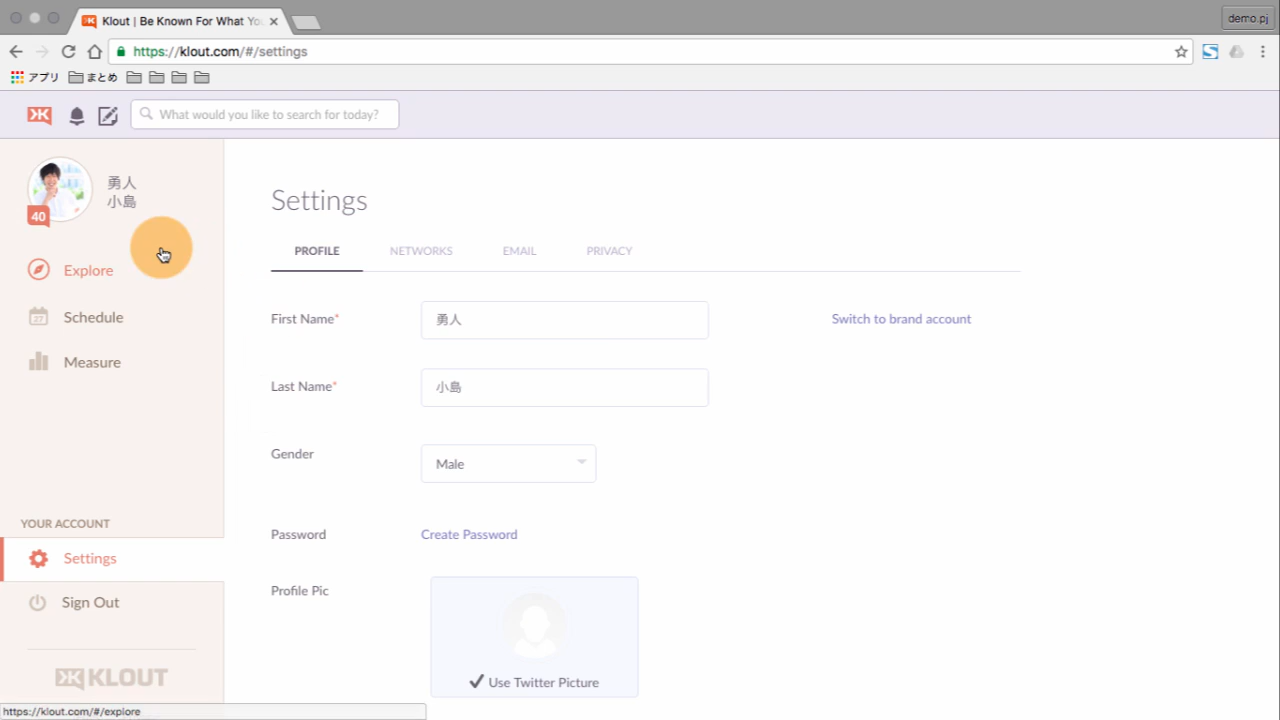 Klout | Be Known For What Yo
demo.pj
https://klout.com/#/settings
アプリ
まとめ
What would you like to search for today?
勇人
小島
40
Explore
Schedule
27
Measure
YOUR ACCOUNT
Settings
Sign Out
KLOUT
https://klout.com/#/explore
Settings
PROFILE NETWORKS EMAIL PRIVACY
First Name* 勇人 Switch to brand account
Last Name* 小島
Gender Male
Password Create Password
Profile Pic
Use Twitter Picture